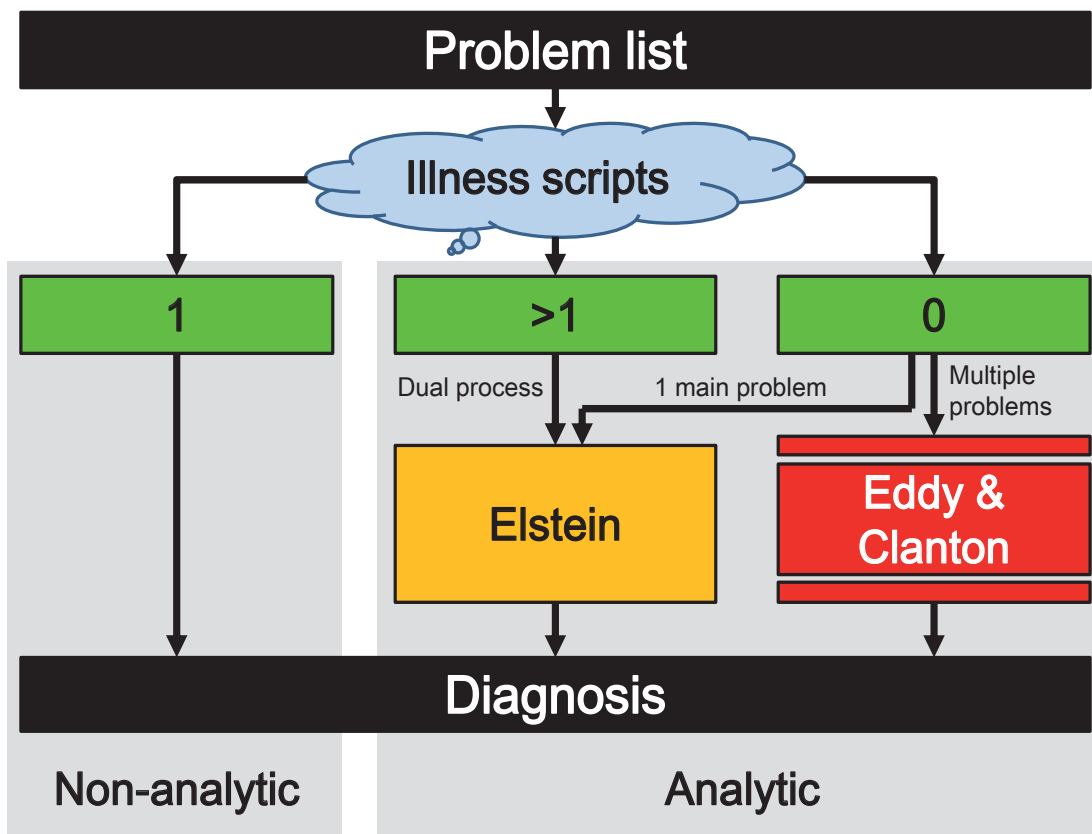 Problem list
Illness scripts
1
>1
0
Dual process
1 main problem
Multiple
problems
Elstein
Eddy &
Clanton
Diagnosis
Non-analytic
Analytic